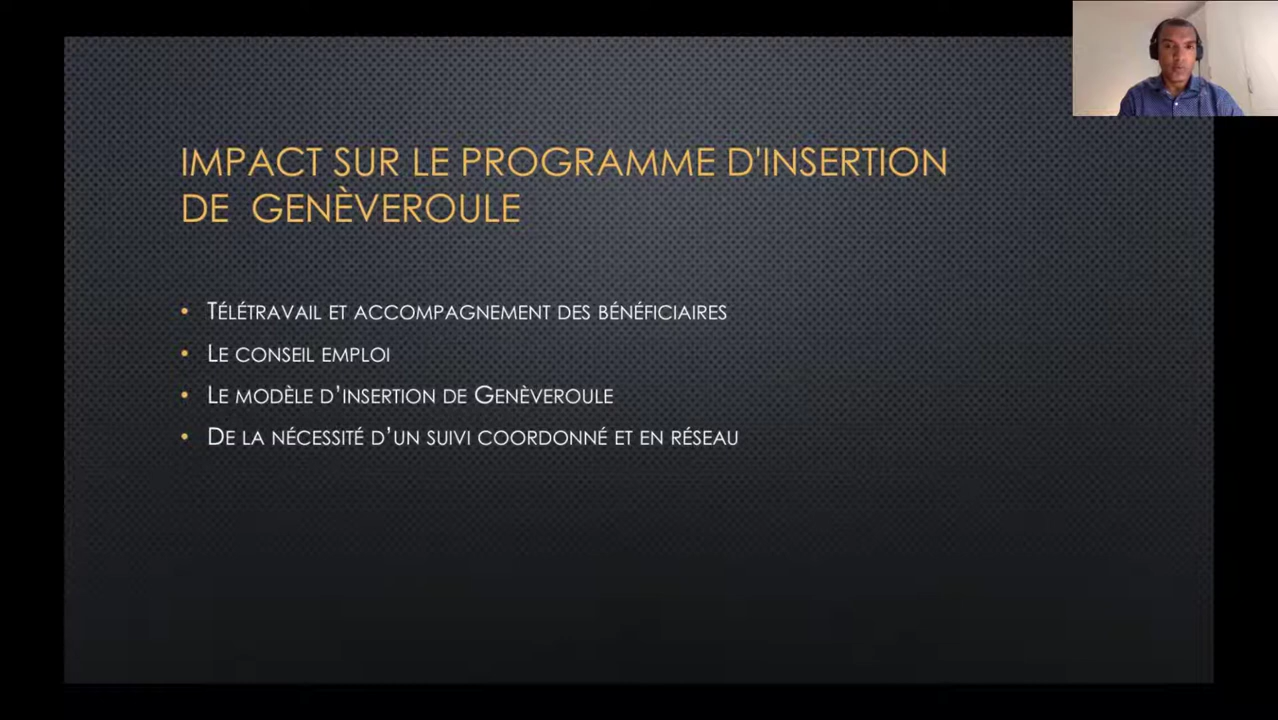 IMPACT SUR LE PROGRAMME D'INSERTION
DE GENÈVEROULE
• TÉLÉTRAVAIL ET ACCOMPAGNEMENT DES BÉNÉFICIAIRES
• LE CONSEIL EMPLOI
• LE MODÈLE D’INSERTION DE GENÈVEROULE
• DE LA NÉCESSITÉ D’UN SUIVI COORDONNÉ ET EN RÉSEAU